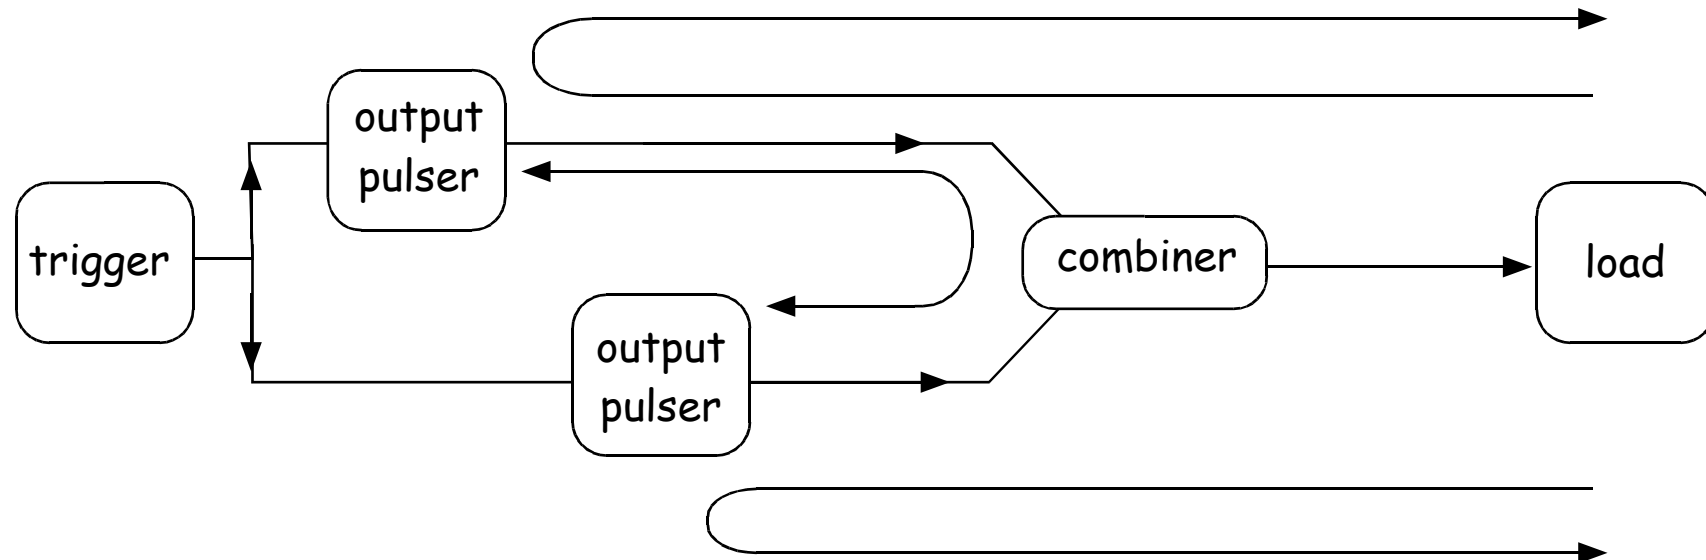 output
pulser
trigger
combiner
load
output
pulser